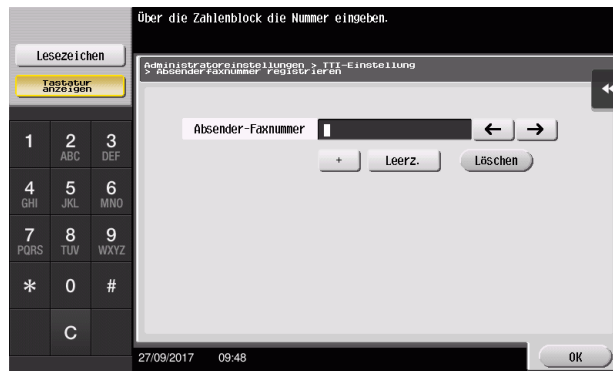 Über die Zahlenblock die Nummer eingeben.
Lesezeichen
Tastatur
anzeigen
Administratoreinstellungen > TTI-Einstellung
> Absenderfaxnummer registrieren
Absender-Faxnummer
← →
+ Leerz. Löschen
1 2 3
ABC DEF
4 5 6
GHI JKL MNO
7 8 9
PQRS TUV WXYZ
* 0 #
C
27/09/2017 09:48
OK